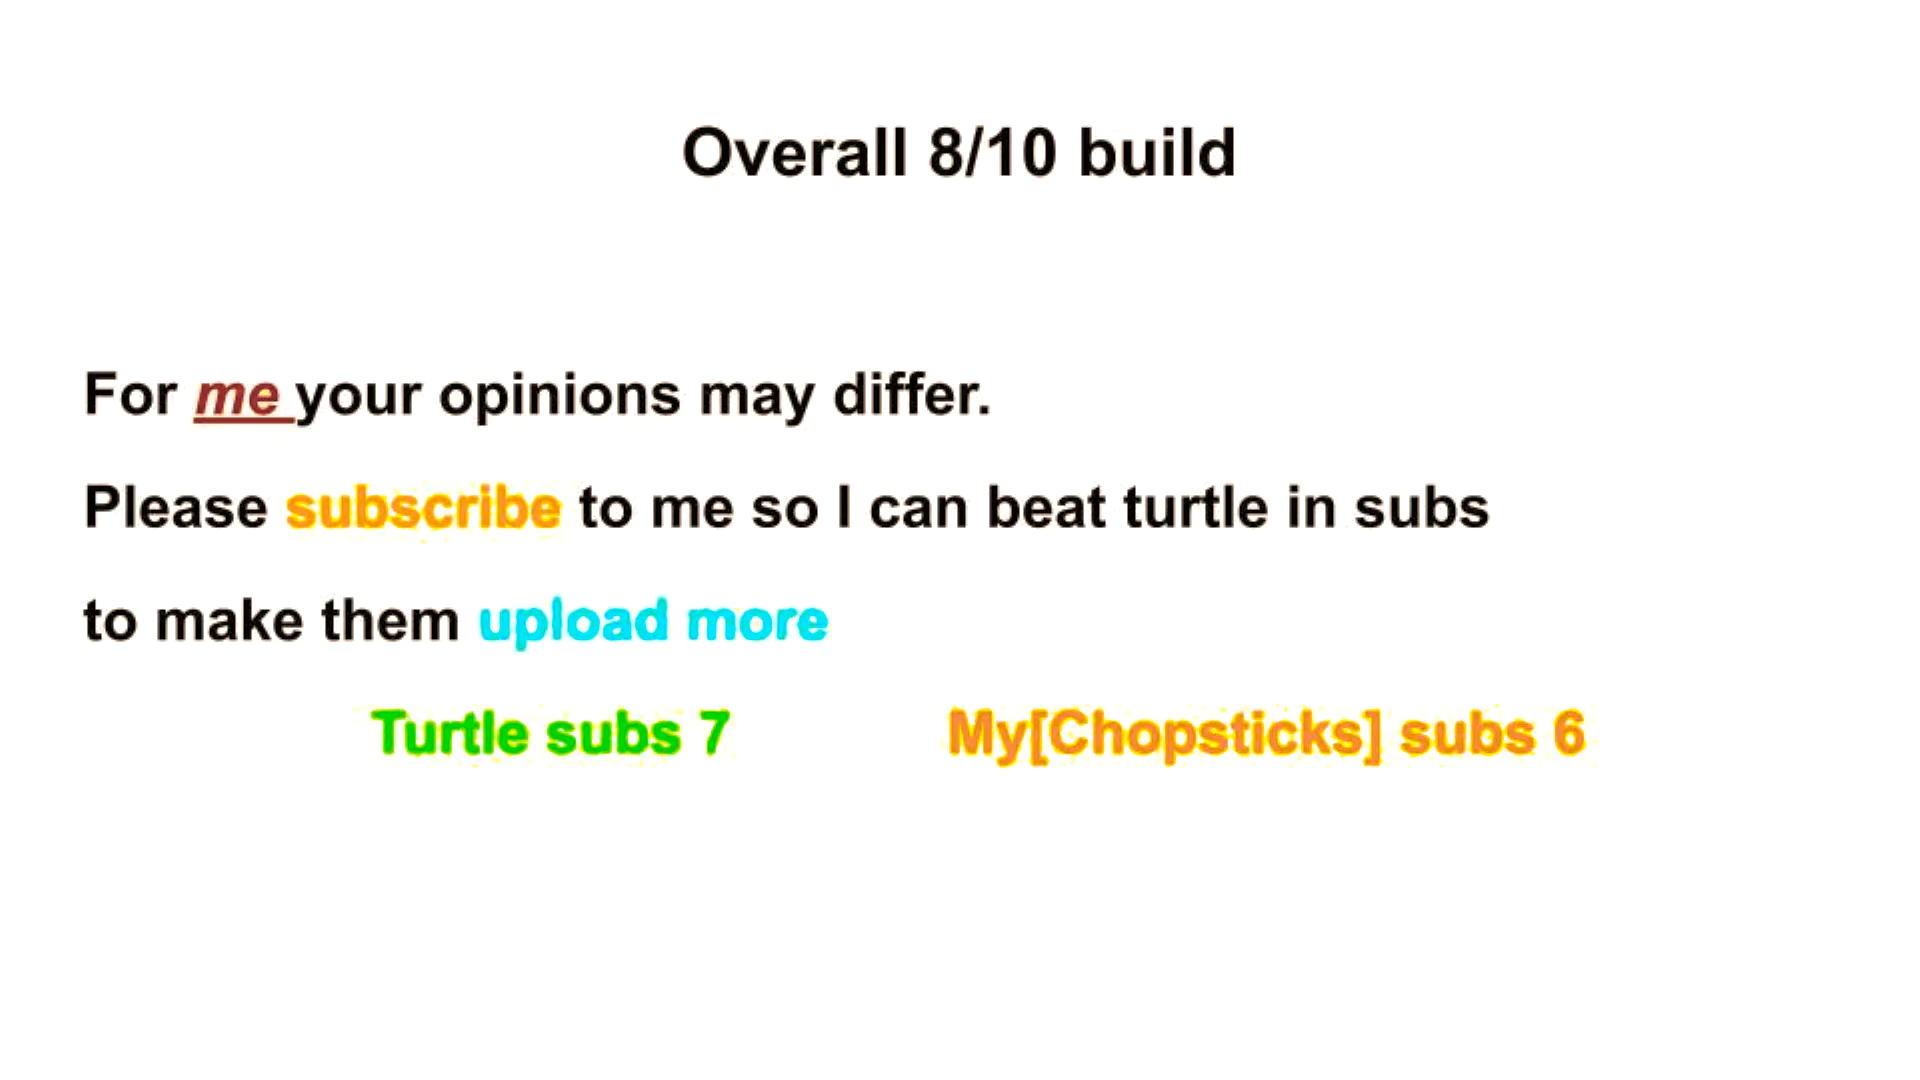 Overall 8/10 build
For me your opinions may differ.
Please subscribe to me so I can beat turtle in subs
to make them upload more
Turtle subs 7 My[Chopsticks] subs 6